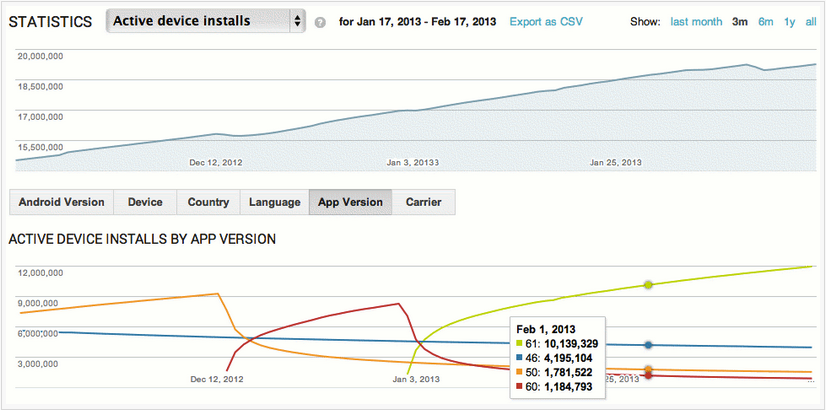 STATISTICS Active device installs ? for Jan 17, 2013 - Feb 17, 2013 Export as CSV Show: last month 3m 6m 1y all
20,000,000
18,500,000
17,000,000
15,500,000
Dec 12, 2012 Jan 3, 20133 Jan 25, 2013
Android Version Device Country Language App Version Carrier
ACTIVE DEVICE INSTALLS BY APP VERSION
12,000,000
9,000,000
6,000,000
3,000,000
Feb 1, 2013
61: 10,139,329
46: 4,195,104
50: 1,781,522
60: 1,184,793
Dec 12, 2012 Jan 3, 2013 25, 2013 ...